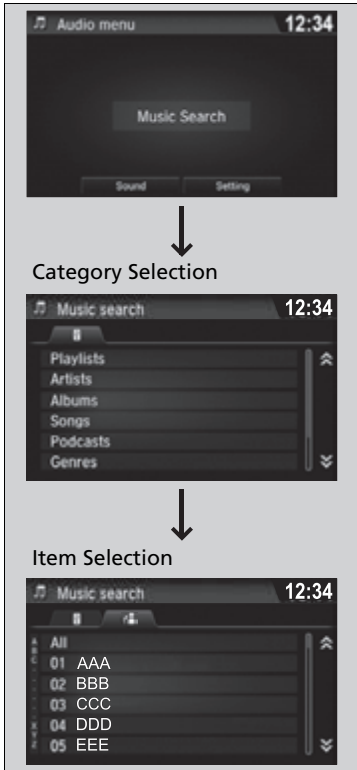 Audio menu 12:34
Music Search
Sound Setting
Category Selection
Music search 12:34
Playlists
Artists
Albums
Songs
Podcasts
Genres
Item Selection
Music search 12:34
All
01 AAA
02 BBB
03 CCC
04 DDD
05 EEE